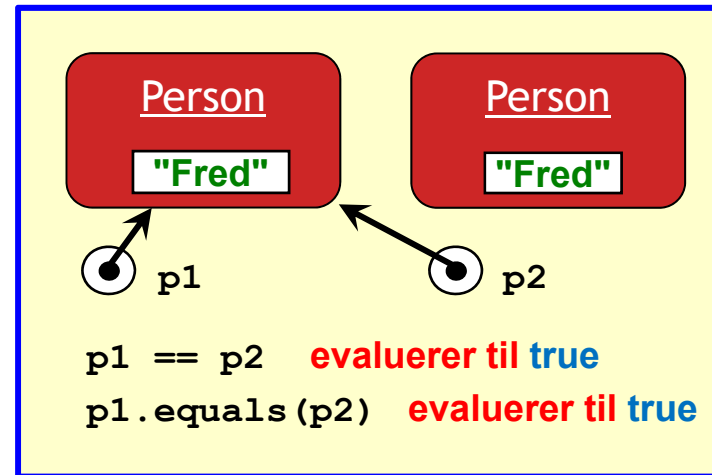 Person Person
"Fred" "Fred"
p1 p2
p1 == p2 evaluerer til true
p1.equals(p2) evaluerer til true